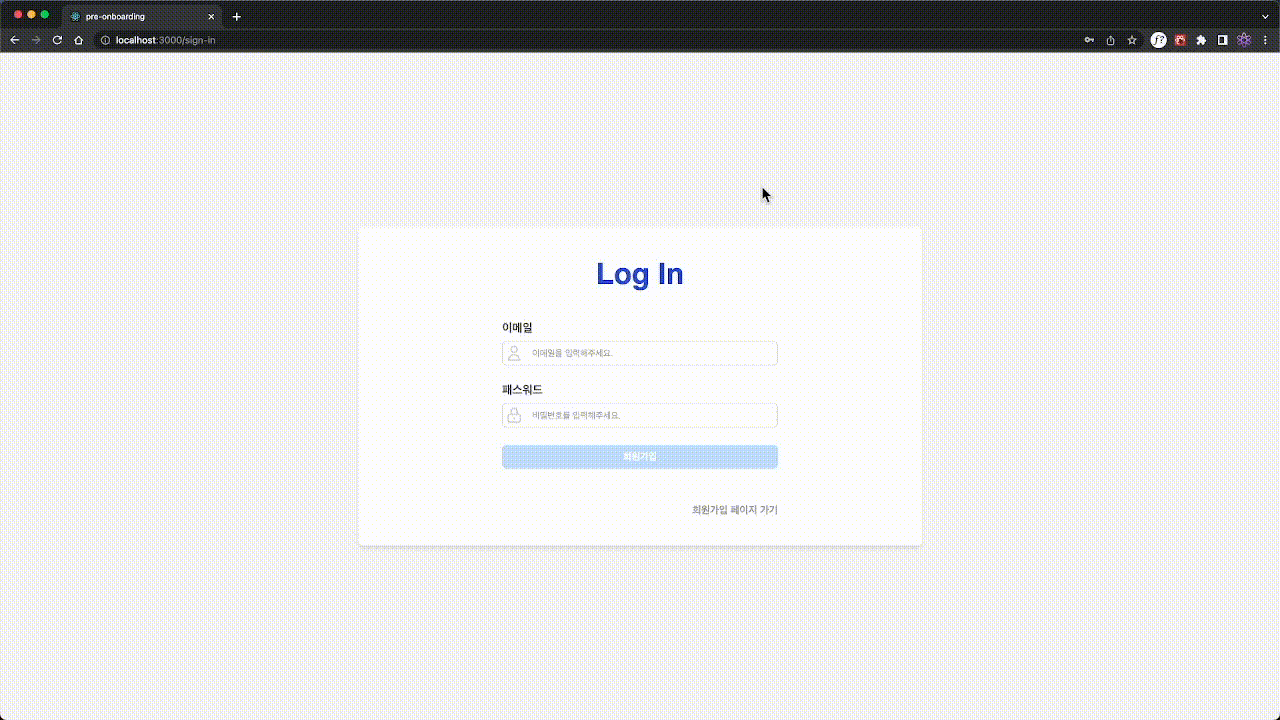 pre-onboarding
localhost:3000/sign-in
Log In
이메일
이메일을 입력해주세요.
패스워드
비밀번호를 입력해주세요.
회원가입
회원가입 페이지 가기